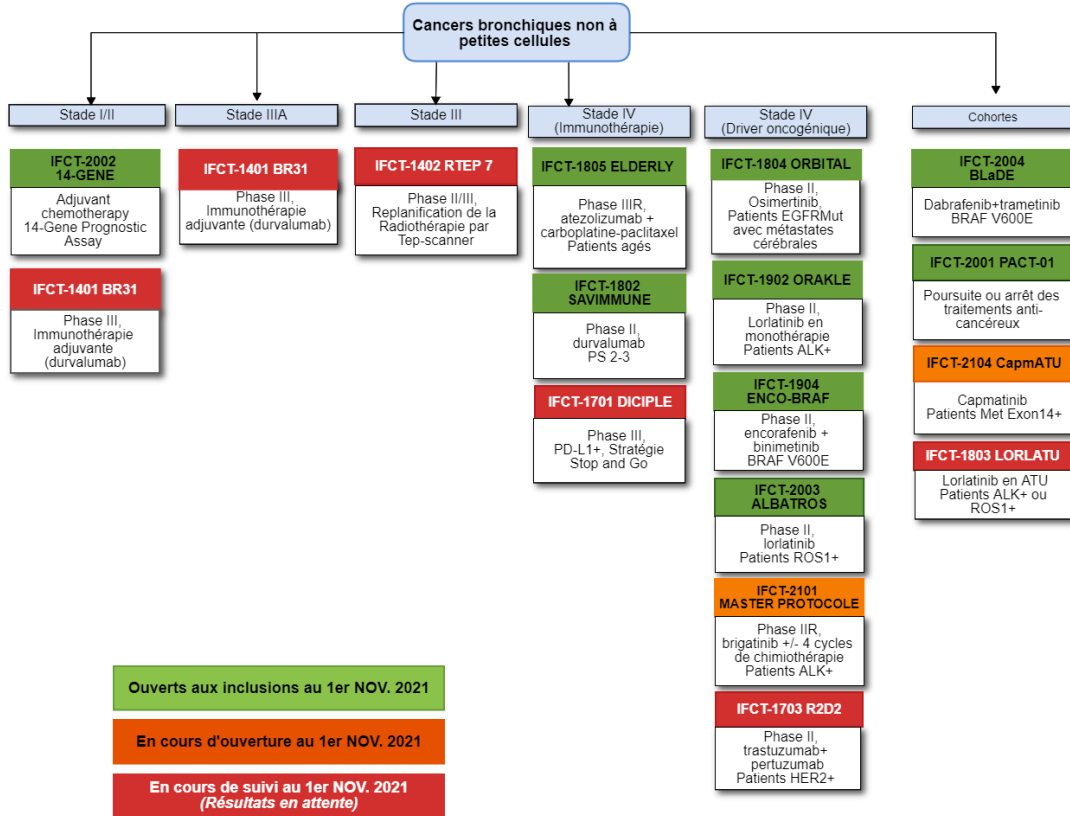 Cancers bronchiques non à
petites cellules
Stade I/II
IFCT-2002
14-GENE
Adjuvant
chemotherapy
14-Gene Prognostic
Assay
IFCT-1401 BR31
Phase III,
Immunothérapie
adjuvante
(durvalumab)
Stade IIIA
IFCT-1401 BR31
Phase III,
Immunothérapie
adjuvante (durvalumab)
Stade III
IFCT-1402 RTEP 7
Phase II/III,
Replanification de la
Radiothérapie par
Tep-scanner
Stade IV
(Immunothérapie)
IFCT-1805 ELDERLY
Phase IIIR,
atezolizumab +
carboplatine-paclitaxel
Patients agés
IFCT-1802
SAVIMMUNE
Phase II,
durvalumab
PS 2-3
IFCT-1701 DICIPLE
Phase III,
PD-L1+, Stratégie
Stop and Go
Stade IV
(Driver oncogénique)
IFCT-1804 ORBITAL
Phase II,
Osimertinib,
Patients EGFRMut
avec métastates
cérébrales
IFCT-1902 ORAKLE
Phase II,
Lorlatinib en
monothérapie
Patients ALK+
IFCT-1904
ENCO-BRAF
Phase II,
encorafenib +
binimetinib
BRAF V600E
IFCT-2003
ALBATROS
Phase II,
lorlatinib
Patients ROS1+
IFCT-2101
MASTER PROTOCOLE
Phase IIR,
brigatinib +/- 4 cycles
de chimiothérapie
Patients ALK+
IFCT-1703 R2D2
Phase II,
trastuzumab+
pertuzumab
Patients HER2+
Cohortes
IFCT-2004
BLaDE
Dabrafenib+trametinib
BRAF V600E
IFCT-2001 PACT-01
Poursuite ou arrêt des
traitements anti-
cancéreux
IFCT-2104 CapmATU
Capmatinib
Patients Met Exon14+
IFCT-1803 LORLATU
Lorlatinib en ATU
Patients ALK+ ou
ROS1+
Ouverts aux inclusions au 1er NOV. 2021
En cours d'ouverture au 1er NOV. 2021
En cours de suivi au 1er NOV. 2021
(Résultats en attente)